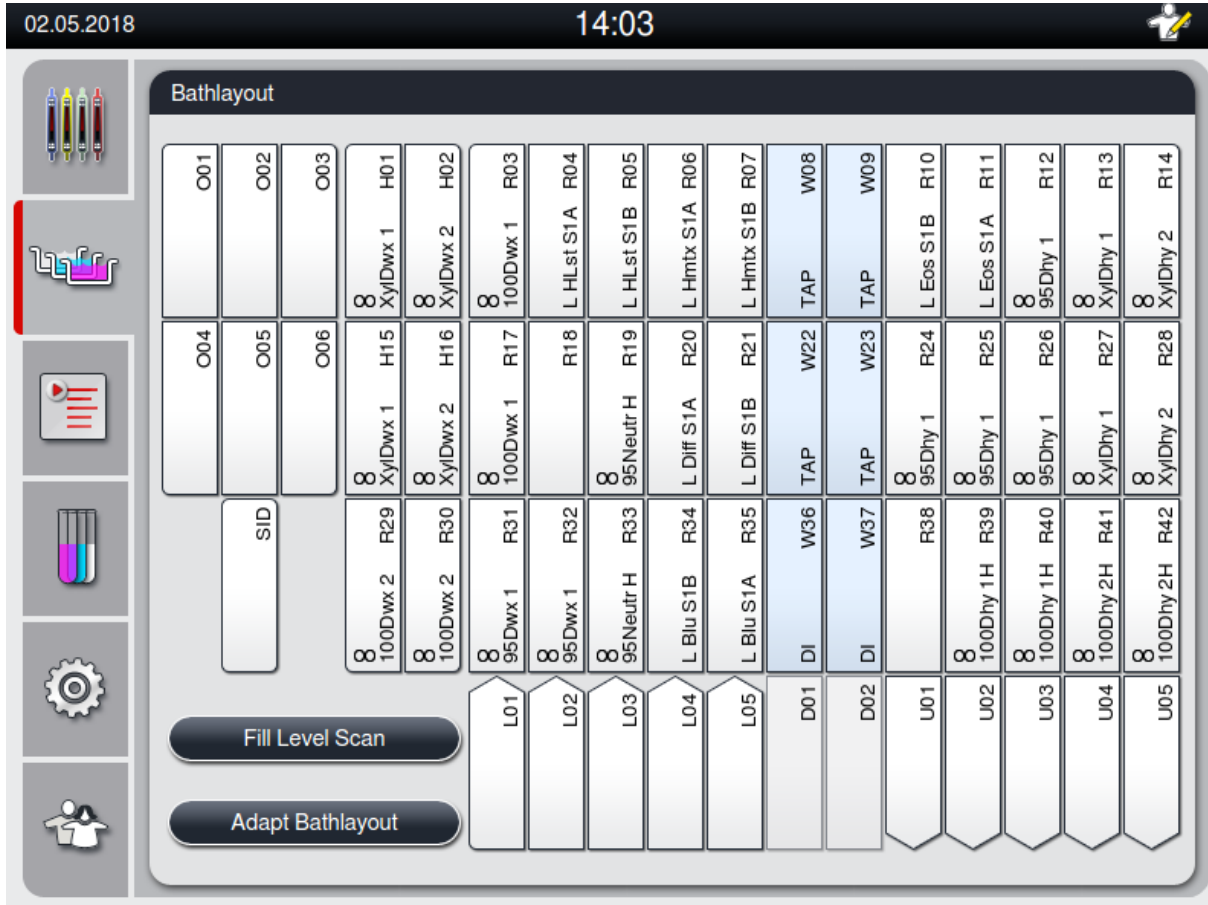 02.05.2018
14:03
Bathlayout
O01
O02
O03
∞ XylDwx 1 H01
∞ XylDwx 2 H02
∞ 100Dwx 1 R03
L HLst S1A R04
L HLst S1B R05
L Hmtx S1A R06
L Hmtx S1B R07
TAP W08
TAP W09
L Eos S1B R10
L Eos S1A R11
∞ 95Dhy 1 R12
∞ XylDhy 1 R13
∞ XylDhy 2 R14
O04
O05
O06
∞ XylDwx 1 H15
∞ XylDwx 2 H16
∞ 100Dwx 1 R17
R18
∞ 95Neutr H R19
L Diff S1A R20
L Diff S1B R21
TAP W22
TAP W23
∞ 95Dhy 1 R24
∞ 95Dhy 1 R25
∞ 95Dhy 1 R26
∞ XylDhy 1 R27
∞ XylDhy 2 R28
SID
∞ 100Dwx 2 R29
∞ 100Dwx 2 R30
∞ 95Dwx 1 R31
∞ 95Dwx 1 R32
∞ 95Neutr H R33
L Blu S1B R34
L Blu S1A R35
DI W36
DI W37
R38
∞ 100Dhy 1H R39
∞ 100Dhy 1H R40
∞ 100Dhy 2H R41
∞ 100Dhy 2H R42
L01
L02
L03
L04
L05
D01
D02
U01
U02
U03
U04
U05
Fill Level Scan
Adapt Bathlayout